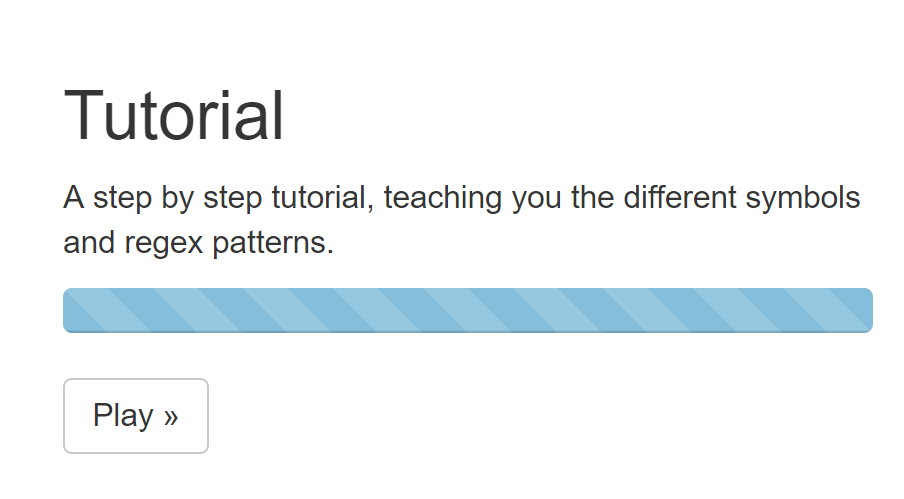 Tutorial
A step by step tutorial, teaching you the different symbols
and regex patterns.
Play »